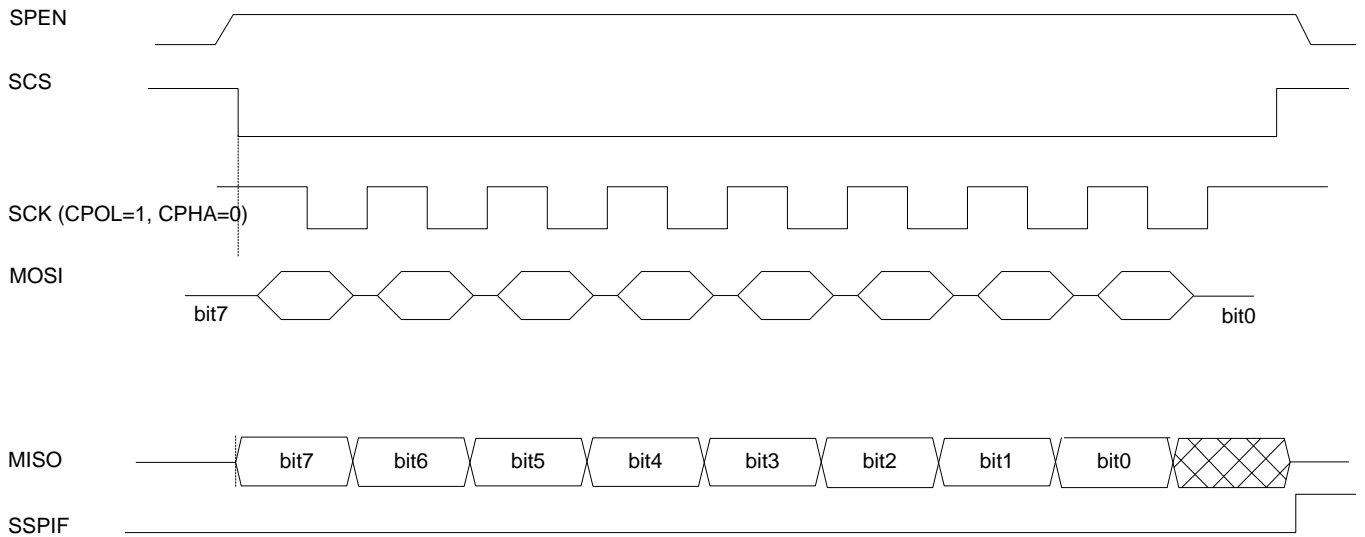 SPEN
SCS
SCK (CPOL=1, CPHA=0)
MOSI
bit7
bit0
MISO
bit7
bit6
bit5
bit4
bit3
bit2
bit1
bit0
SSPIF